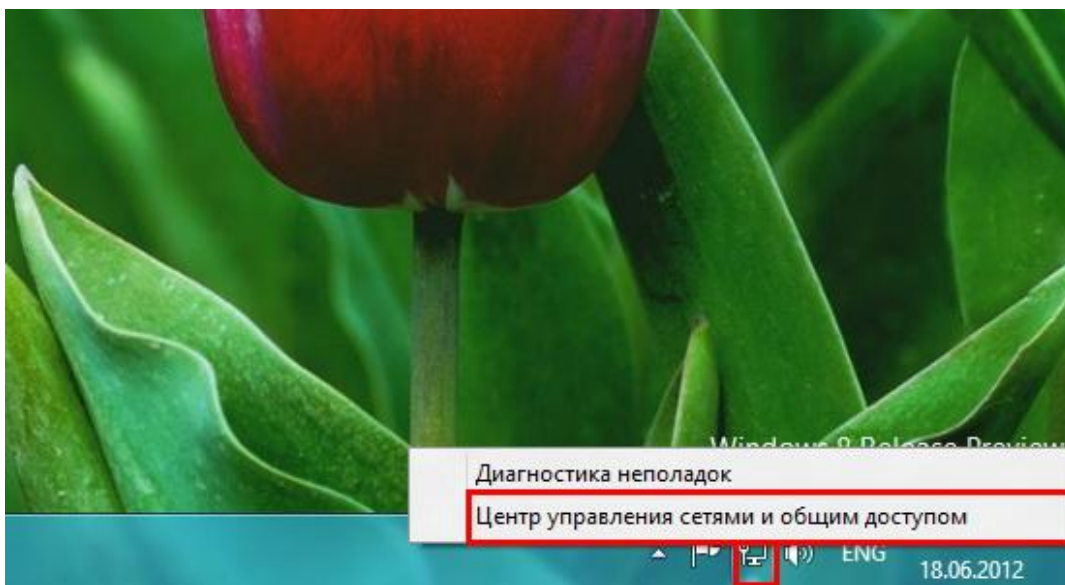 Windows 8 Release Preview
Диагностика неполадок
Центр управления сетями и общим доступом
ENG
18.06.2012